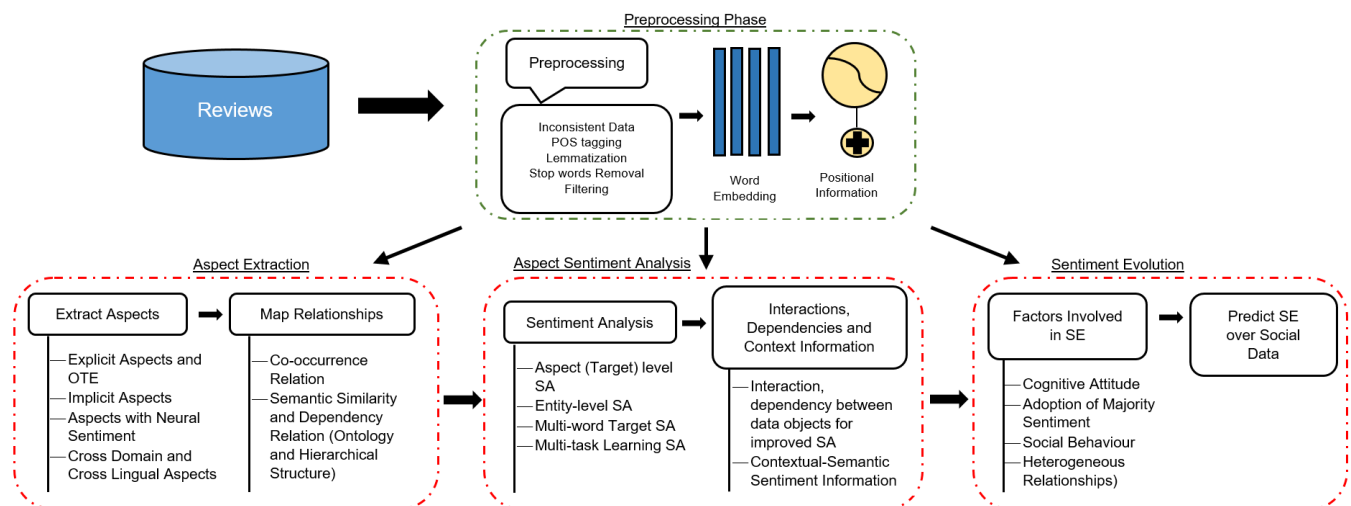 Preprocessing Phase
Reviews
Preprocessing
Inconsistent Data
POS tagging
Lemmatization
Stop words Removal
Filtering
Word
Embedding
Positional
Information
Aspect Extraction
Extract Aspects
Explicit Aspects and
OTE
Implicit Aspects
Aspects with Neural
Sentiment
Cross Domain and
Cross Lingual Aspects
Map Relationships
Co-occurrence
Relation
Semantic Similarity
and Dependency
Relation (Ontology
and Hierarchical
Structure)
Aspect Sentiment Analysis
Sentiment Analysis
Aspect (Target) level
SA
Entity-level SA
Multi-word Target SA
Multi-task Learning SA
Interactions,
Dependencies and
Context Information
Interaction,
dependency between
data objects for
improved SA
Contextual-Semantic
Sentiment Information
Sentiment Evolution
Factors Involved
in SE
Cognitive Attitude
Adoption of Majority
Sentiment
Social Behaviour
Heterogeneous
Relationships)
Predict SE
over Social
Data